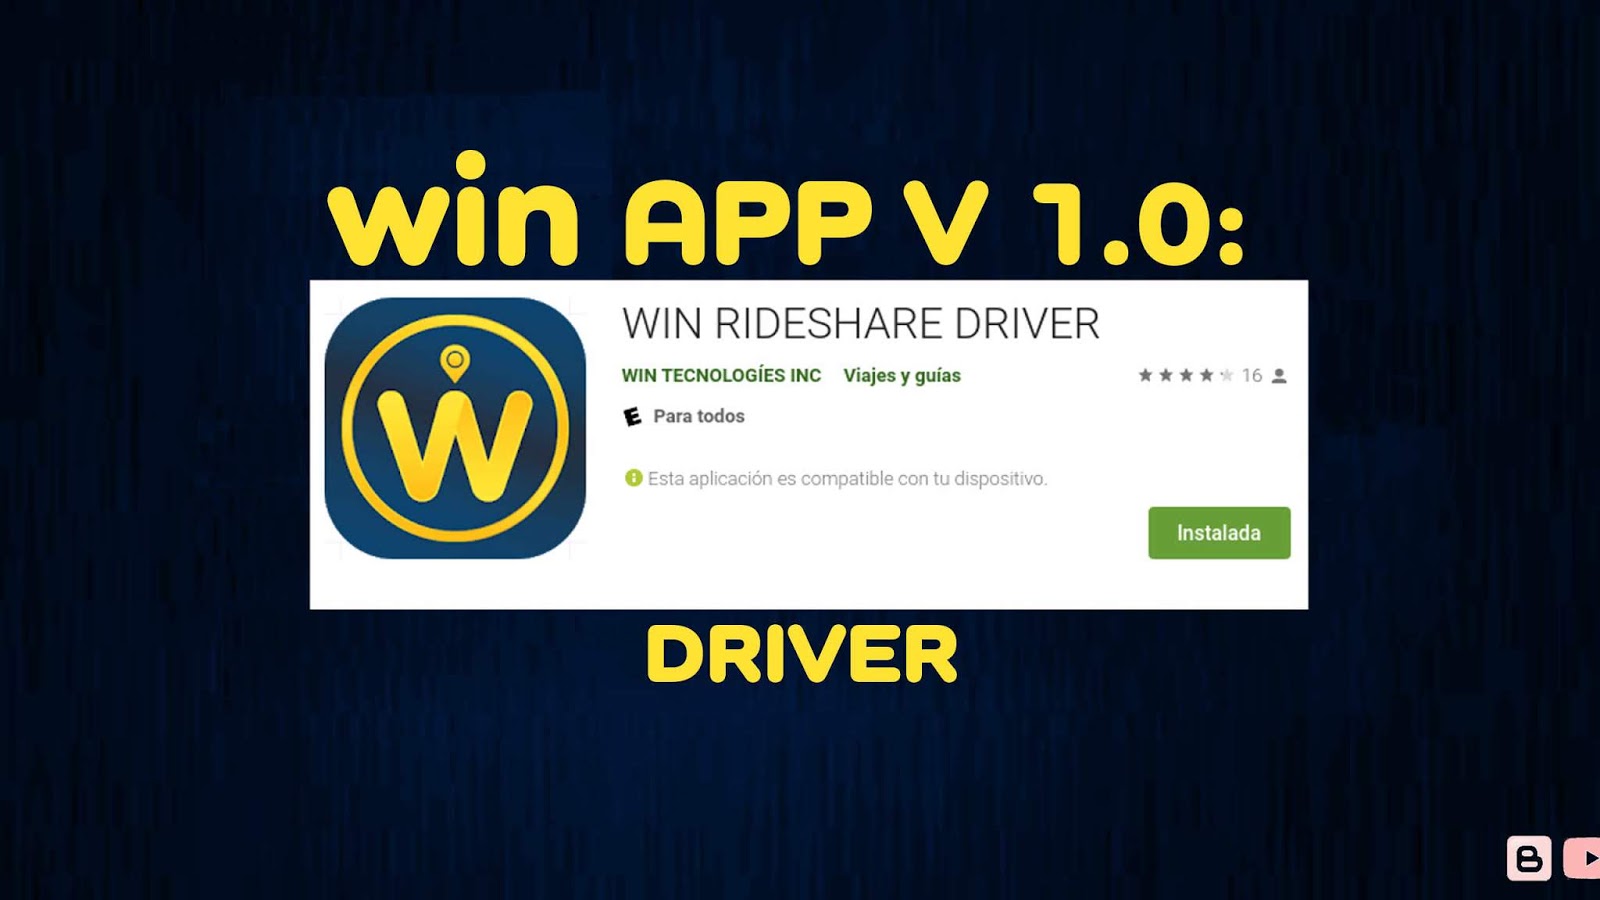 win APP V 1.0:
W
WIN RIDESHARE DRIVER
WIN TECNOLOGÍES INC Viajes y guías 16
E Para todos
Esta aplicación es compatible con tu dispositivo.
Instalada
DRIVER
B